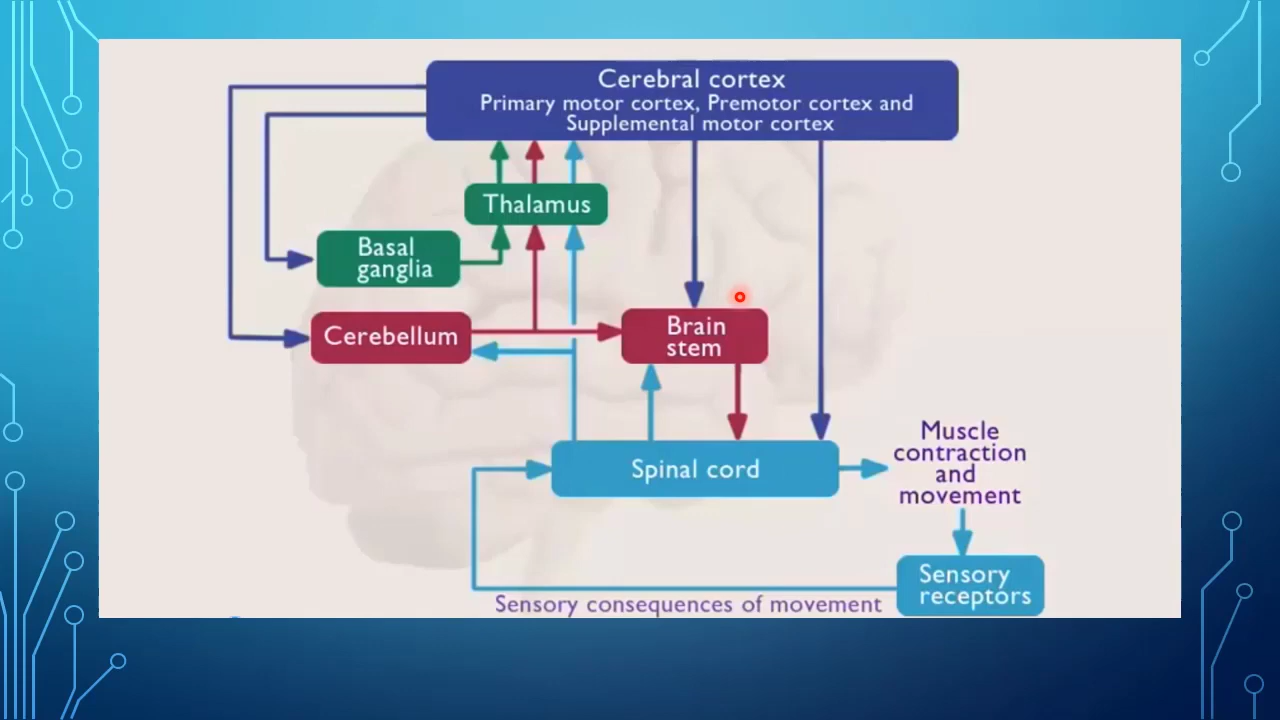 Cerebral cortex
Primary motor cortex, Premotor cortex and
Supplemental motor cortex
Thalamus
Basal
ganglia
Cerebellum
Brain
stem
Spinal cord
Muscle
contraction
and
movement
Sensory
receptors
Sensory consequences of movement